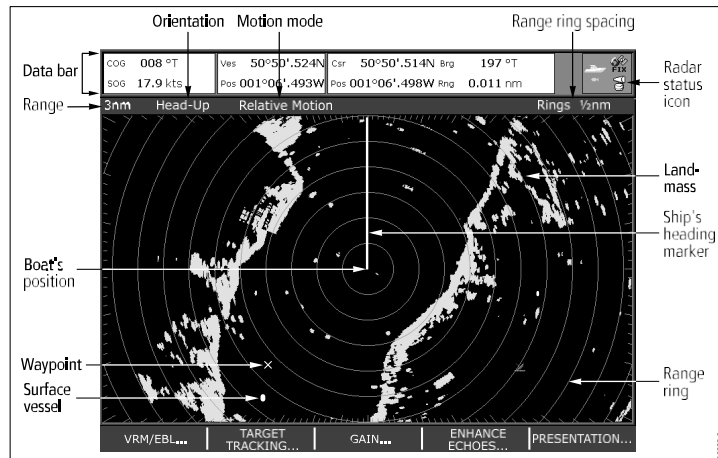 Orientation Motion mode Range ring spacing
Data bar
COG 008 °T
SOG 17.9 kts
Ves 50°50'.524N
Pos 001°06'.493W
Csr 50°50'.514N Brg 197 °T
Pos 001°06'.498W Rng 0.011 nm
FIX
Radar
status
icon
Range
3nm Head-Up Relative Motion Rings ½nm
Land-
mass
Ship's
heading
marker
Boat's
position
Waypoint
Surface
vessel
Range
ring
VRM/EBL...
TARGET
TRACKING...
GAIN...
ENHANCE
ECHOES...
PRESENTATION...